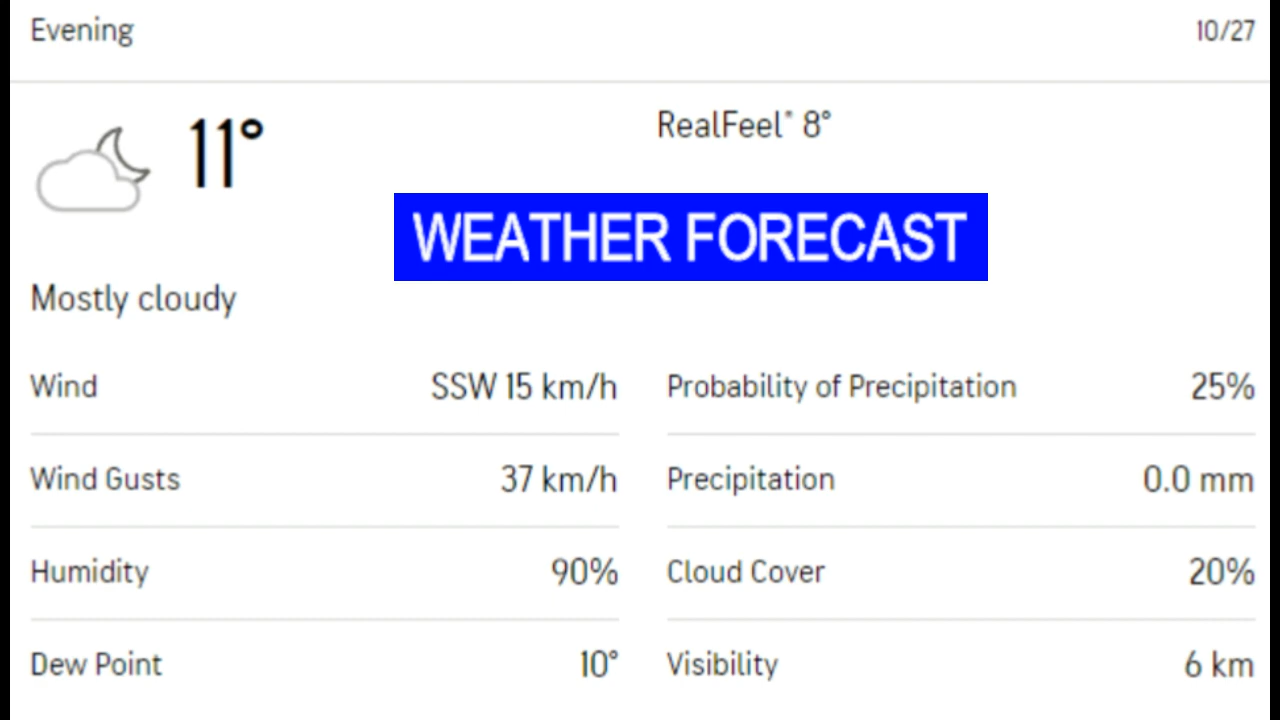 Evening 10/27
11° RealFeel® 8°
WEATHER FORECAST
Mostly cloudy
Wind SSW 15 km/h
Probability of Precipitation 25%
Wind Gusts 37 km/h
Precipitation 0.0 mm
Humidity 90%
Cloud Cover 20%
Dew Point 10°
Visibility 6 km